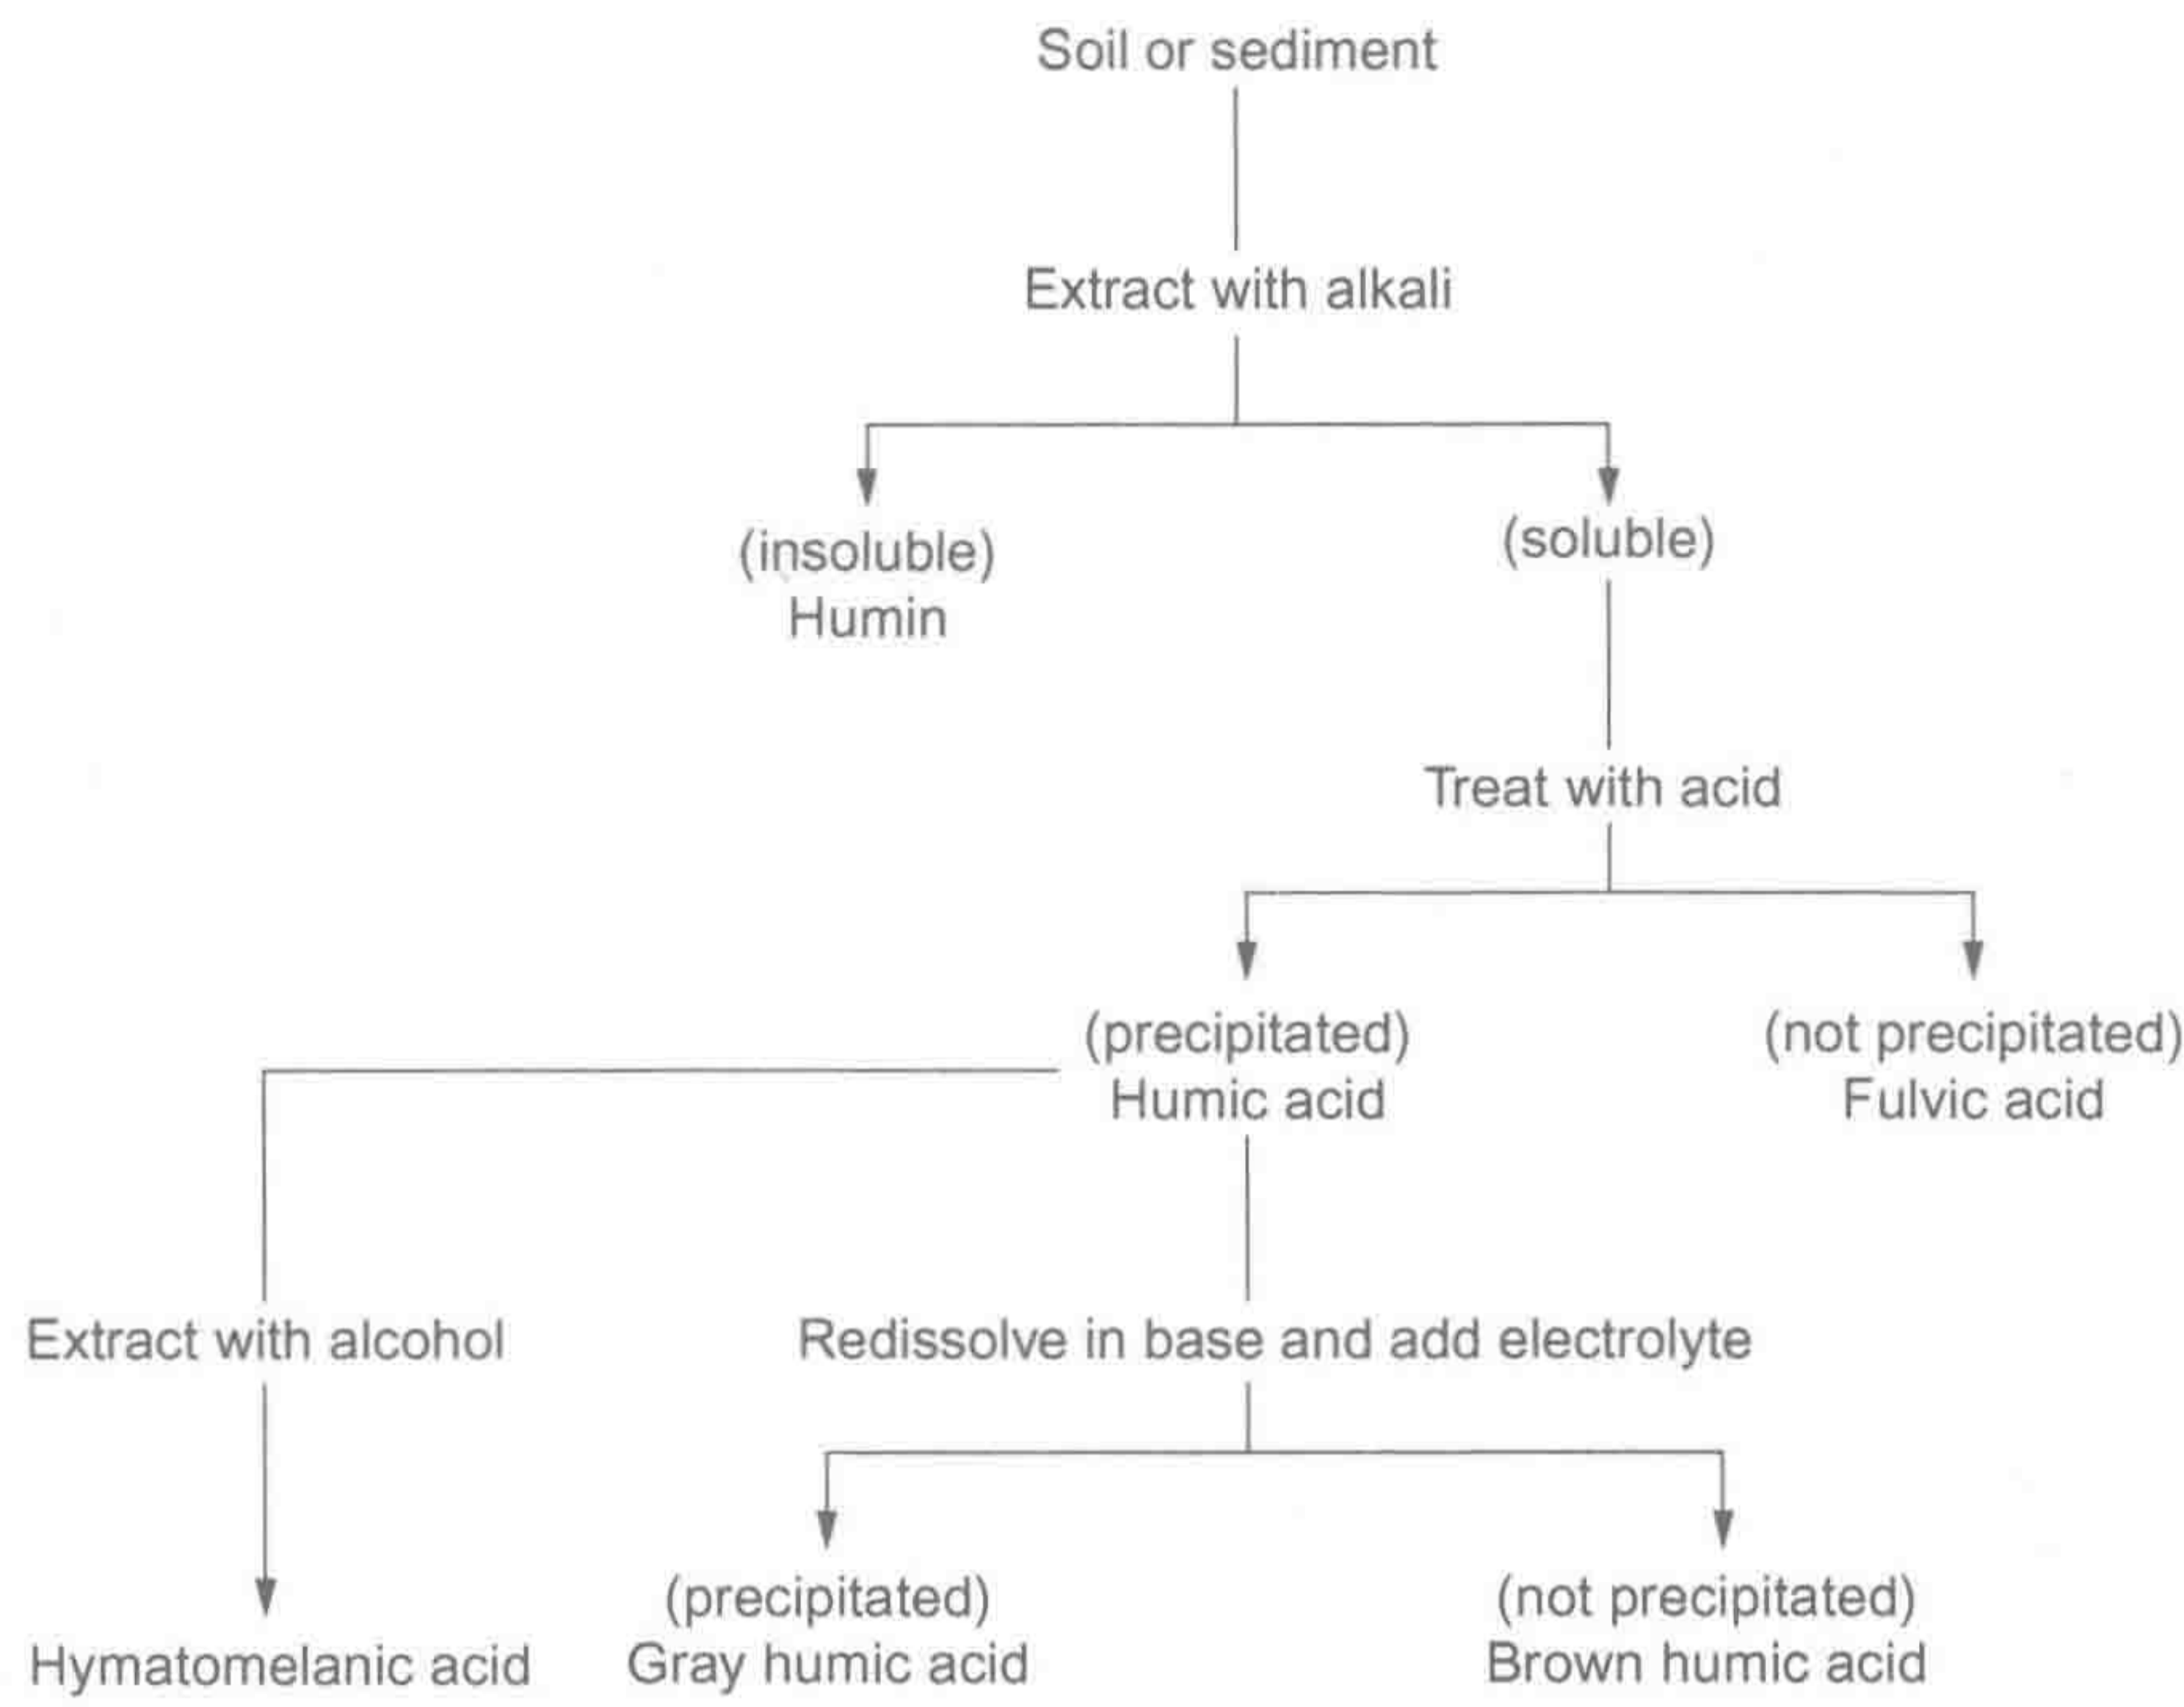 Soil or sediment
Extract with alkali
(insoluble)
Humin
(soluble)
Treat with acid
(precipitated)
Humic acid
(not precipitated)
Fulvic acid
Extract with alcohol
Redissolve in base and add electrolyte
Hymatomelanic acid
(precipitated)
Gray humic acid
(not precipitated)
Brown humic acid